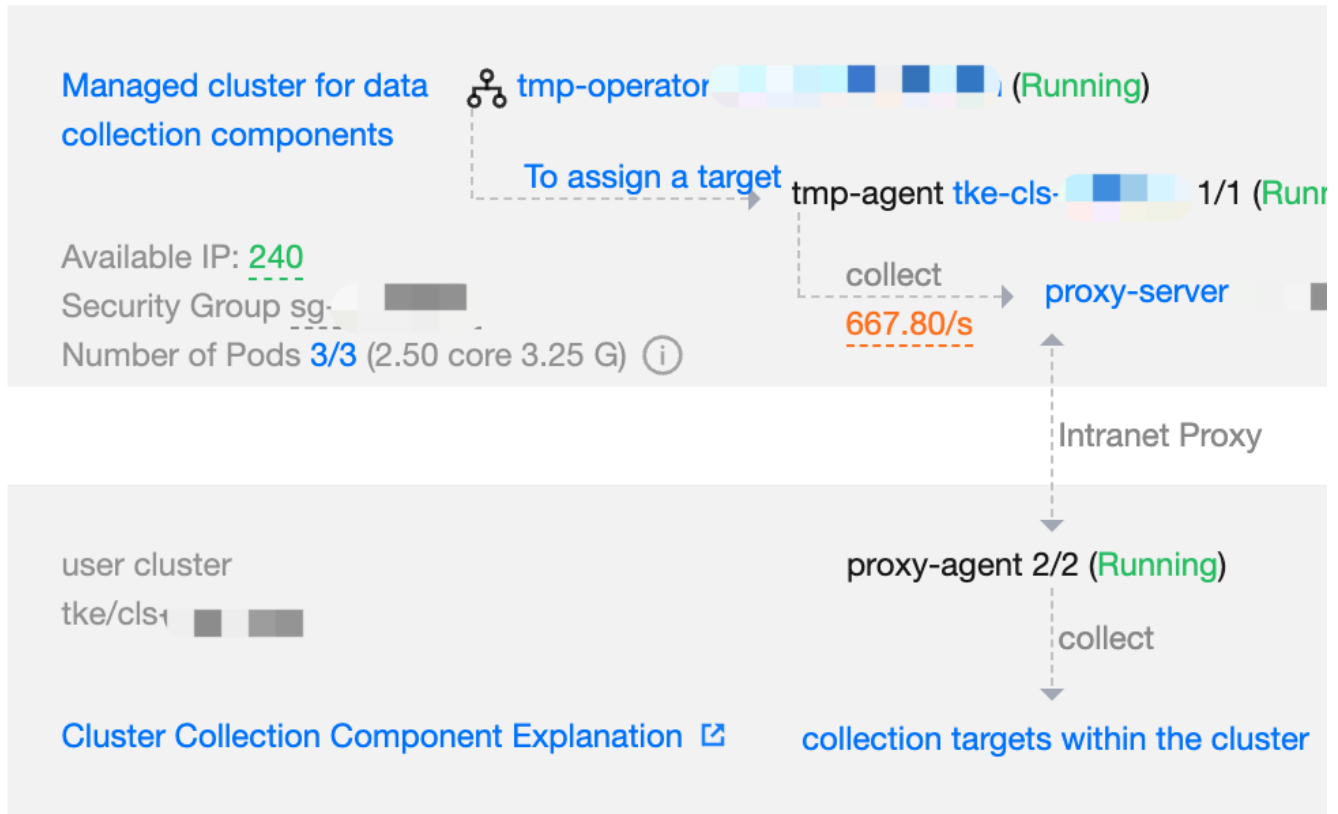 Managed cluster for data
collection components
tmp-operator (Running)
To assign a target
tmp-agent tke-cls- 1/1 (Runn
Available IP: 240
Security Group sg-
Number of Pods 3/3 (2.50 core 3.25 G)
collect
667.80/s
proxy-server
Intranet Proxy
user cluster
tke/cls-
proxy-agent 2/2 (Running)
collect
Cluster Collection Component Explanation
collection targets within the cluster